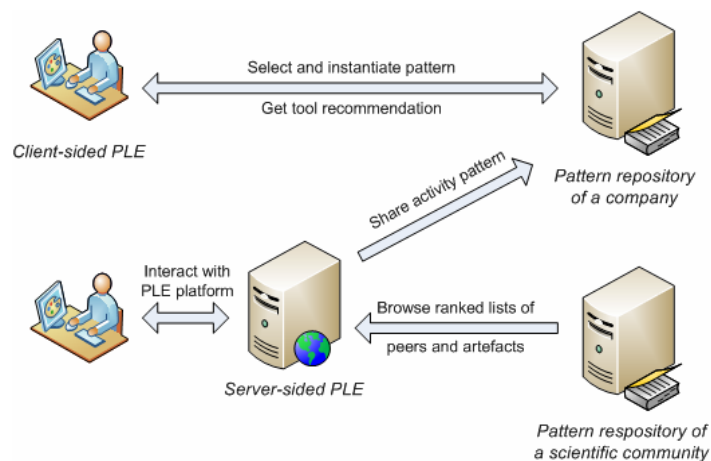 Select and instantiate pattern
Get tool recommendation
Client-sided PLE
Pattern repository
of a company
Share activity pattern
Interact with
PLE platform
Browse ranked lists of
peers and artefacts
Server-sided PLE
Pattern respository of
a scientific community